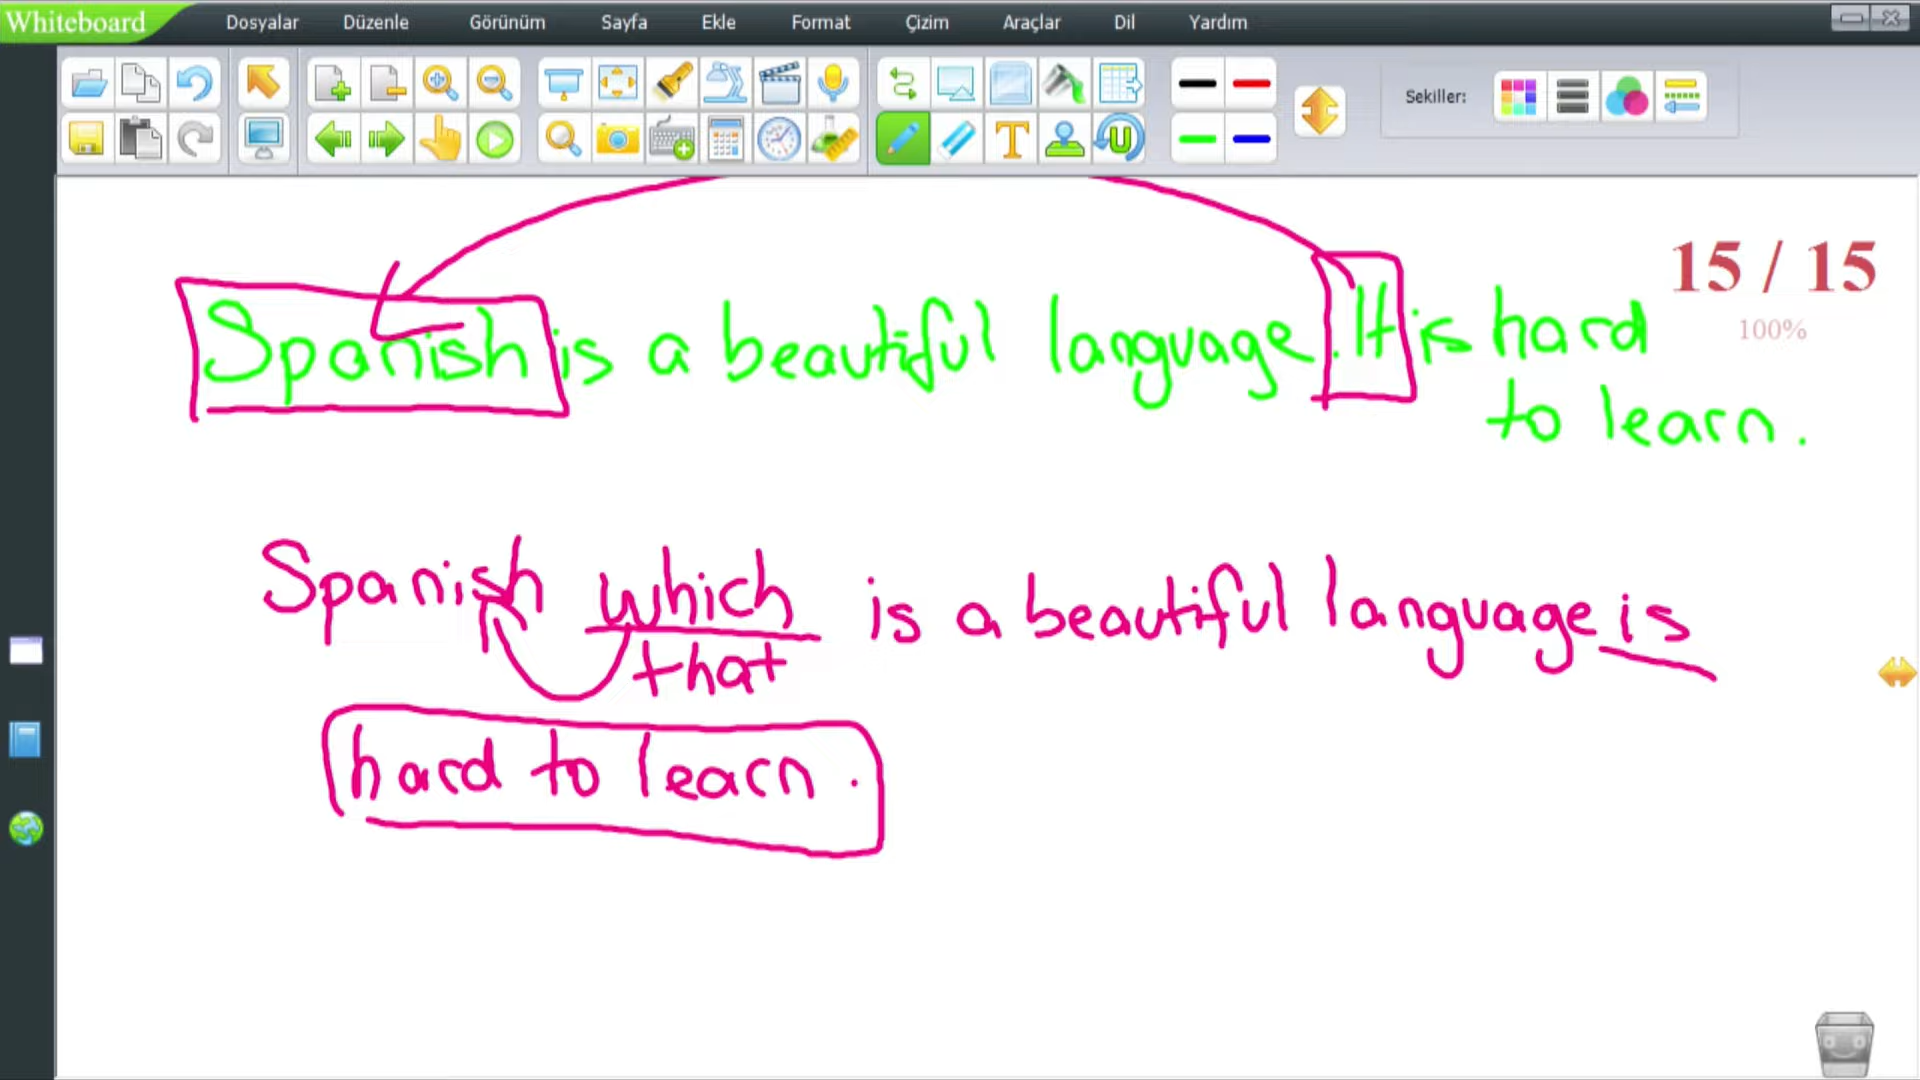 Whiteboard Dosyalar Düzenle Görünüm Sayfa Ekle Format Çizim Araçlar Dil Yardım
Sekiller:
15 / 15
100%
Spanish is a beautiful language. It is hard
to learn.
Spanish which is a beautiful language is
that
hard to learn.